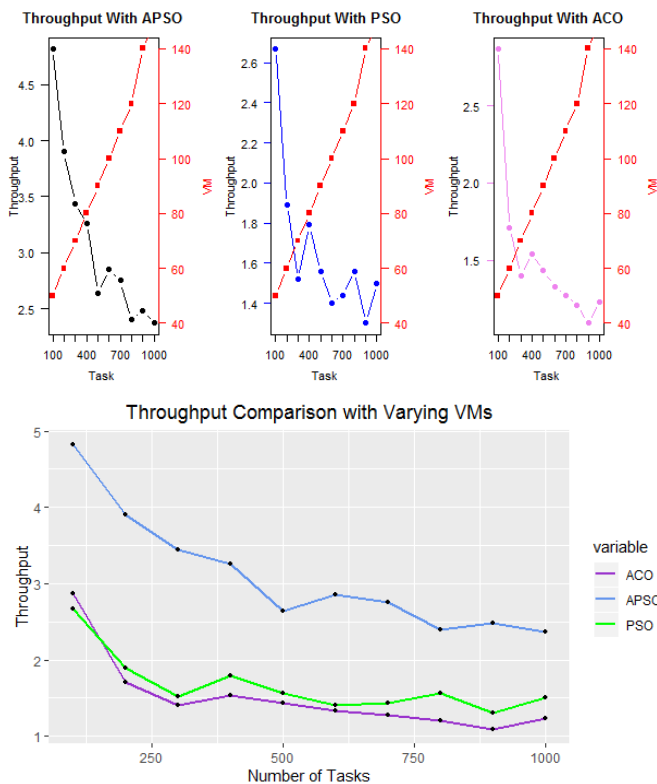 Throughput With APSO
Throughput
4.5
4.0
3.5
3.0
2.5
140
120
100
80
60
40
VM
100 400 700 1000
Task
Throughput With PSO
Throughput
2.6
2.4
2.2
2.0
1.8
1.6
1.4
140
120
100
80
60
40
VM
100 400 700 1000
Task
Throughput With ACO
Throughput
2.5
2.0
1.5
140
120
100
80
60
40
VM
100 400 700 1000
Task
Throughput Comparison with Varying VMs
Throughput
5
4
3
2
1
250 500 750 1000
Number of Tasks
variable
ACO
APSO
PSO